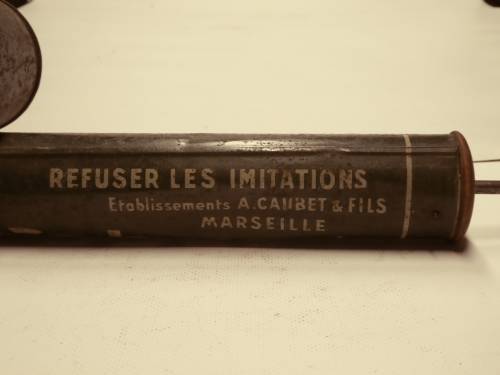 REFUSER LES IMITATIONS
Etablissements A.CAUBET & FILS
MARSEILLE